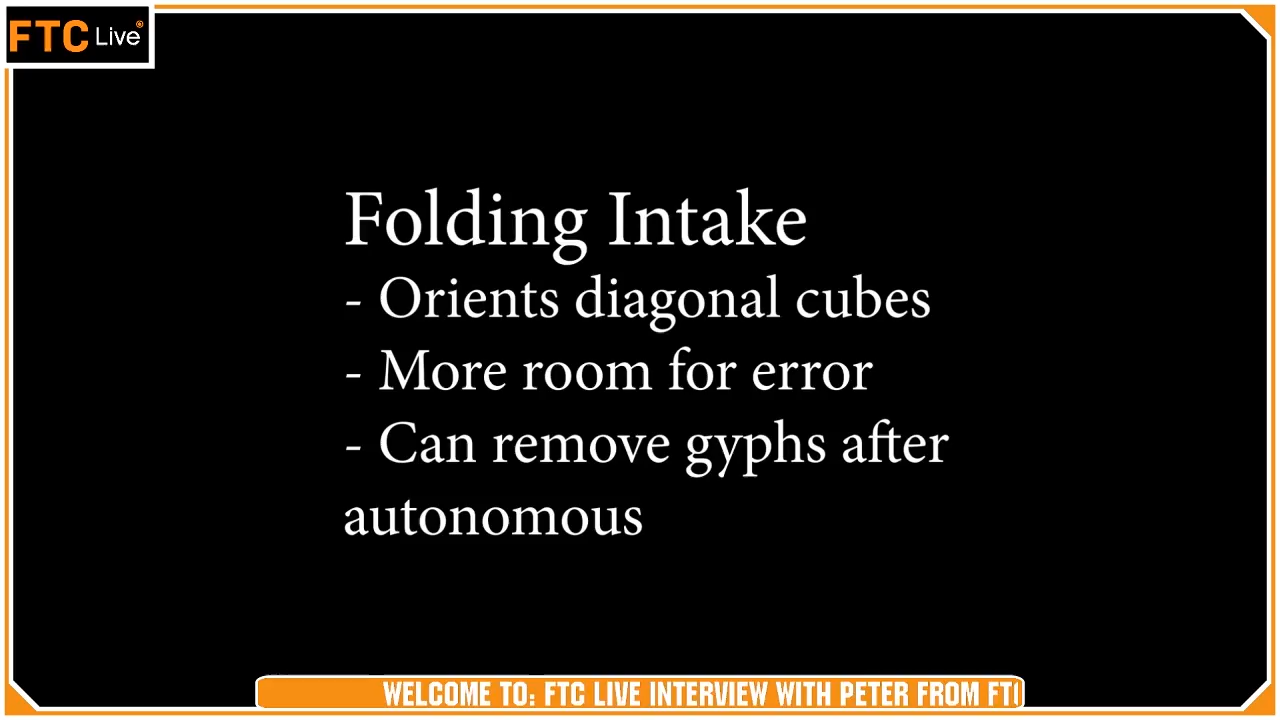 FTC Live
Folding Intake
- Orients diagonal cubes
- More room for error
- Can remove gyphs after
autonomous
WELCOME TO: FTC LIVE INTERVIEW WITH PETER FROM